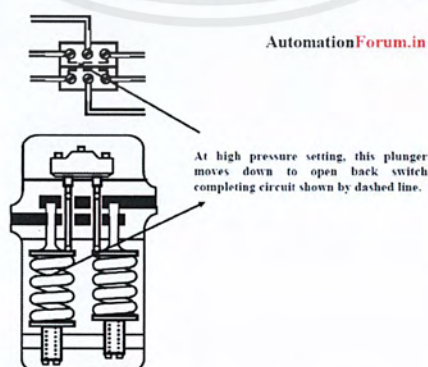 AutomationForum.in
At high pressure setting, this plunger
moves down to open back switch
completing circuit shown by dashed line.